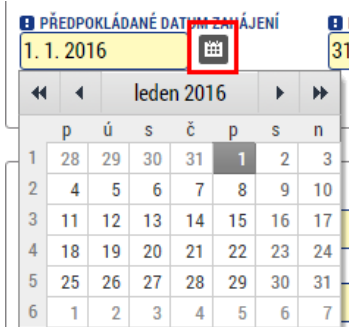 PŘEDPOKLÁDANÉ DATUM ZAHÁJENÍ
1. 1. 2016 31
leden 2016
p ú s č p s n
1 28 29 30 31 1 2 3
2 4 5 6 7 8 9 10
3 11 12 13 14 15 16 17
4 18 19 20 21 22 23 24
5 25 26 27 28 29 30 31
6 1 2 3 4 5 6 7